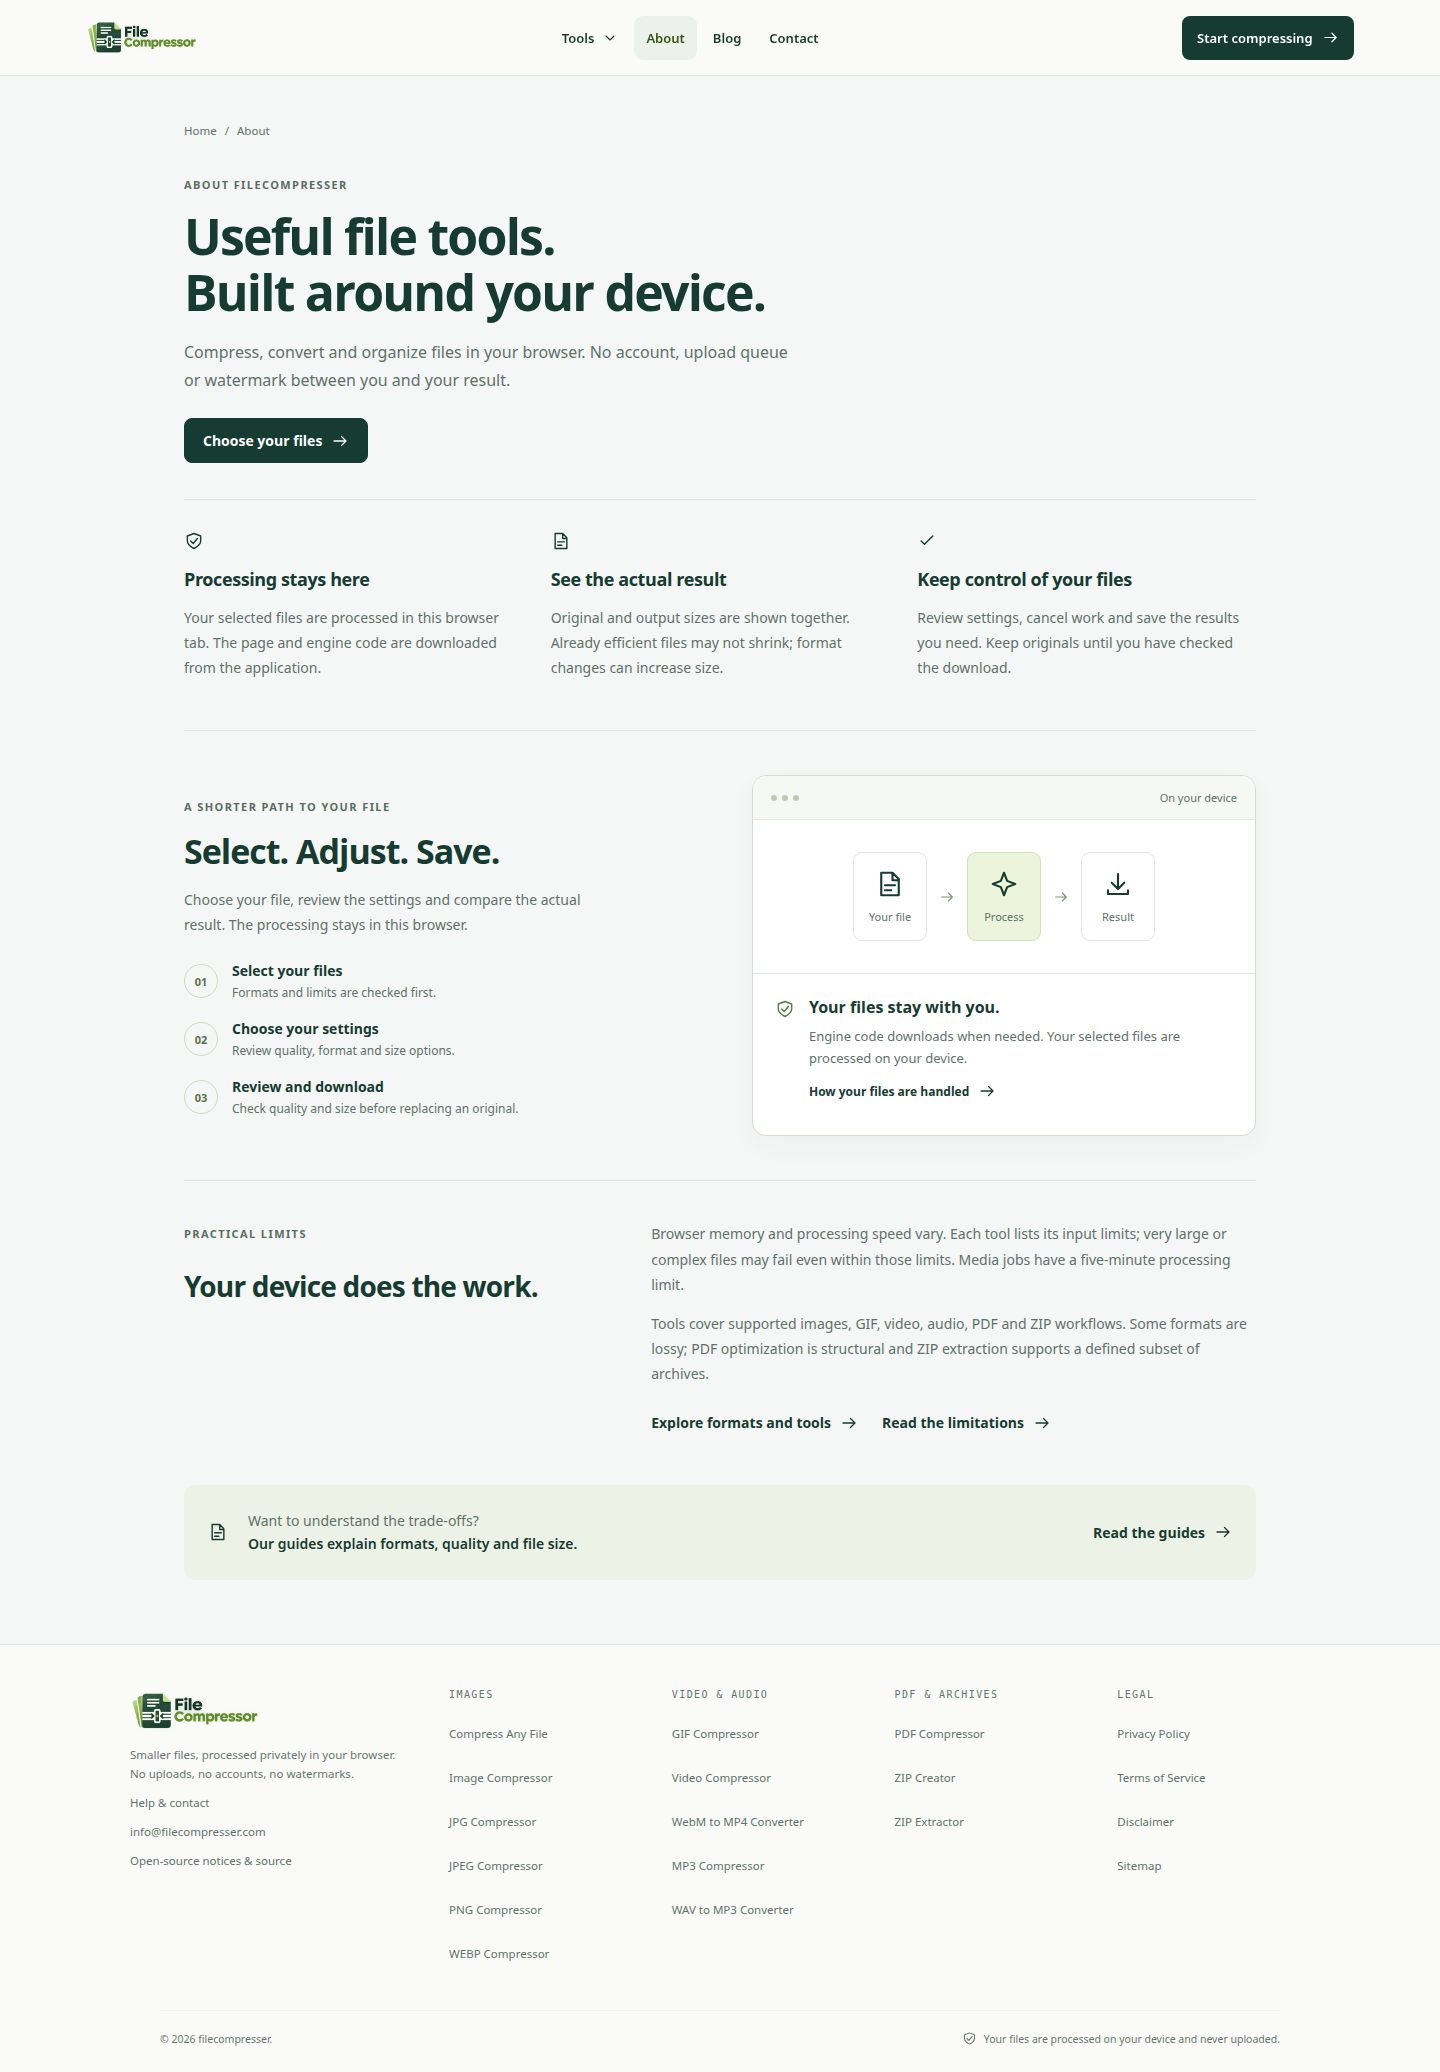 File
Compressor
Tools
About
Blog
Contact
Start compressing
Home / About
ABOUT FILECOMPRESSER
Useful file tools.
Built around your device.
Compress, convert and organize files in your browser. No account, upload queue
or watermark between you and your result.
Choose your files
Processing stays here
Your selected files are processed in this browser
tab. The page and engine code are downloaded
from the application.
See the actual result
Original and output sizes are shown together.
Already efficient files may not shrink; format
changes can increase size.
Keep control of your files
Review settings, cancel work and save the results
you need. Keep originals until you have checked
the download.
A SHORTER PATH TO YOUR FILE
Select. Adjust. Save.
Choose your file, review the settings and compare the actual
result. The processing stays in this browser.
01
Select your files
Formats and limits are checked first.
02
Choose your settings
Review quality, format and size options.
03
Review and download
Check quality and size before replacing an original.
On your device
Your file
Process
Result
Your files stay with you.
Engine code downloads when needed. Your selected files are
processed on your device.
How your files are handled
PRACTICAL LIMITS
Your device does the work.
Browser memory and processing speed vary. Each tool lists its input limits; very large or
complex files may fail even within those limits. Media jobs have a five-minute processing
limit.
Tools cover supported images, GIF, video, audio, PDF and ZIP workflows. Some formats are
lossy; PDF optimization is structural and ZIP extraction supports a defined subset of
archives.
Explore formats and tools
Read the limitations
Want to understand the trade-offs?
Our guides explain formats, quality and file size.
Read the guides
File
Compressor
Smaller files, processed privately in your browser.
No uploads, no accounts, no watermarks.
Help & contact
info@filecompresser.com
Open-source notices & source
IMAGES
Compress Any File
Image Compressor
JPG Compressor
JPEG Compressor
PNG Compressor
WEBP Compressor
VIDEO & AUDIO
GIF Compressor
Video Compressor
WebM to MP4 Converter
MP3 Compressor
WAV to MP3 Converter
PDF & ARCHIVES
PDF Compressor
ZIP Creator
ZIP Extractor
LEGAL
Privacy Policy
Terms of Service
Disclaimer
Sitemap
© 2026 filecompresser.
Your files are processed on your device and never uploaded.